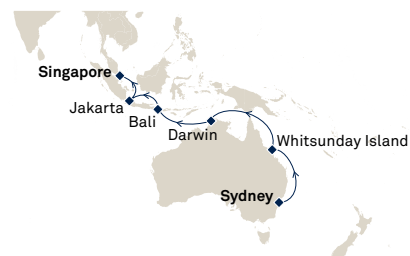 Singapore
Jakarta
Bali
Darwin
Whitsunday Island
Sydney